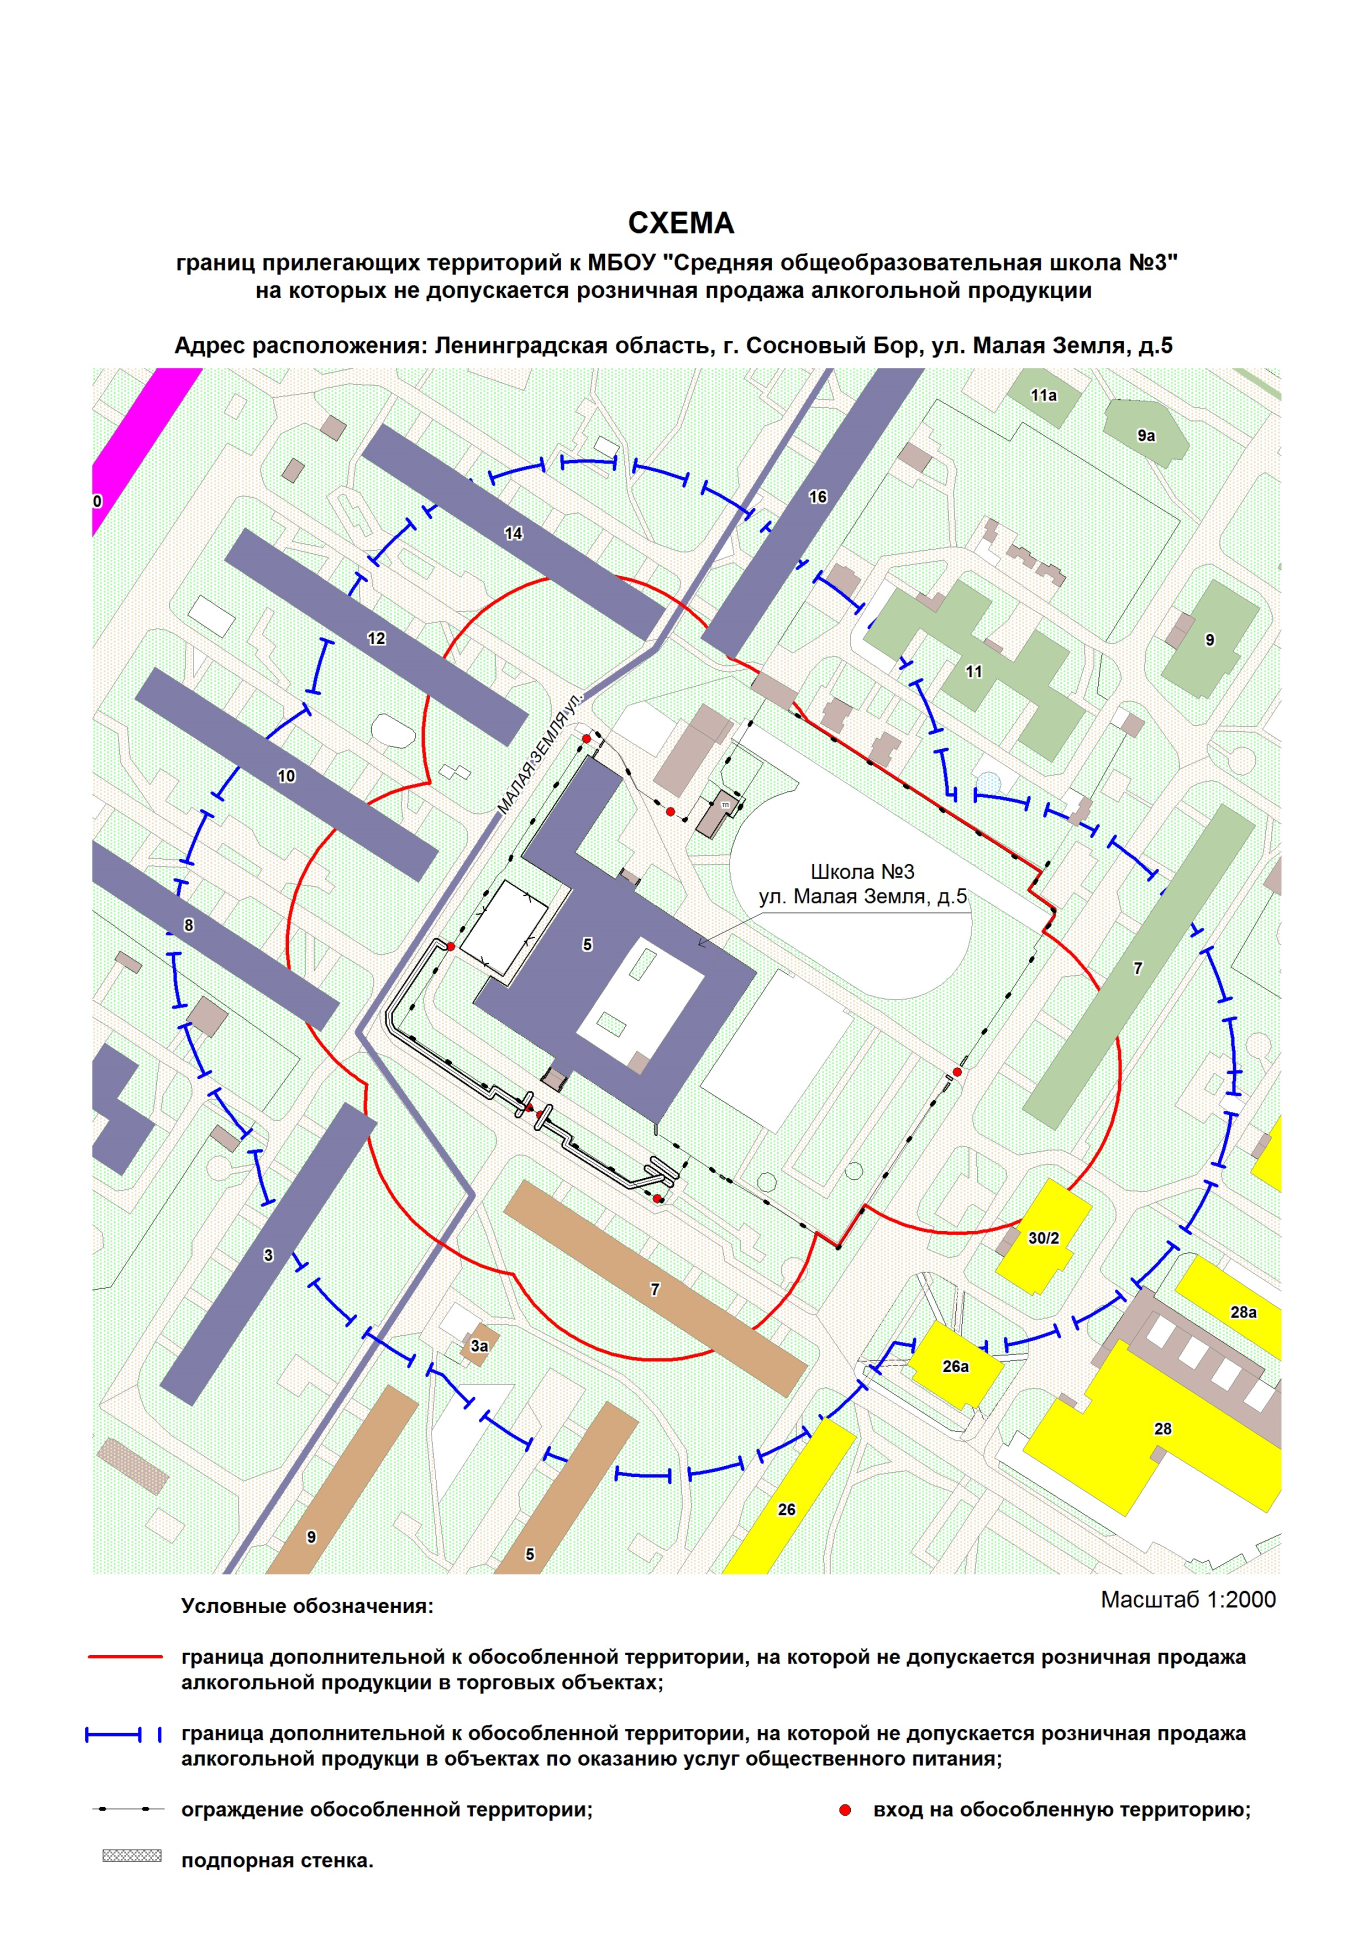 СХЕМА
границ прилегающих территорий к МБОУ "Средняя общеобразовательная школа №3"
на которых не допускается розничная продажа алкогольной продукции
Адрес расположения: Ленинградская область, г. Сосновый Бор, ул. Малая Земля, д.5
11а
9а
0
16
14
12
11
9
МАЛАЯ ЗЕМЛЯ ул.
10
ТП
Школа №3
ул. Малая Земля, д.5
8
5
7
3
30/2
7
28а
3а
26а
28
26
9
5
Условные обозначения:
Масштаб 1:2000
граница дополнительной к обособленной территории, на которой не допускается розничная продажа
алкогольной продукции в торговых объектах;
граница дополнительной к обособленной территории, на которой не допускается розничная продажа
алкогольной продукци в объектах по оказанию услуг общественного питания;
ограждение обособленной территории;
вход на обособленную территорию;
подпорная стенка.